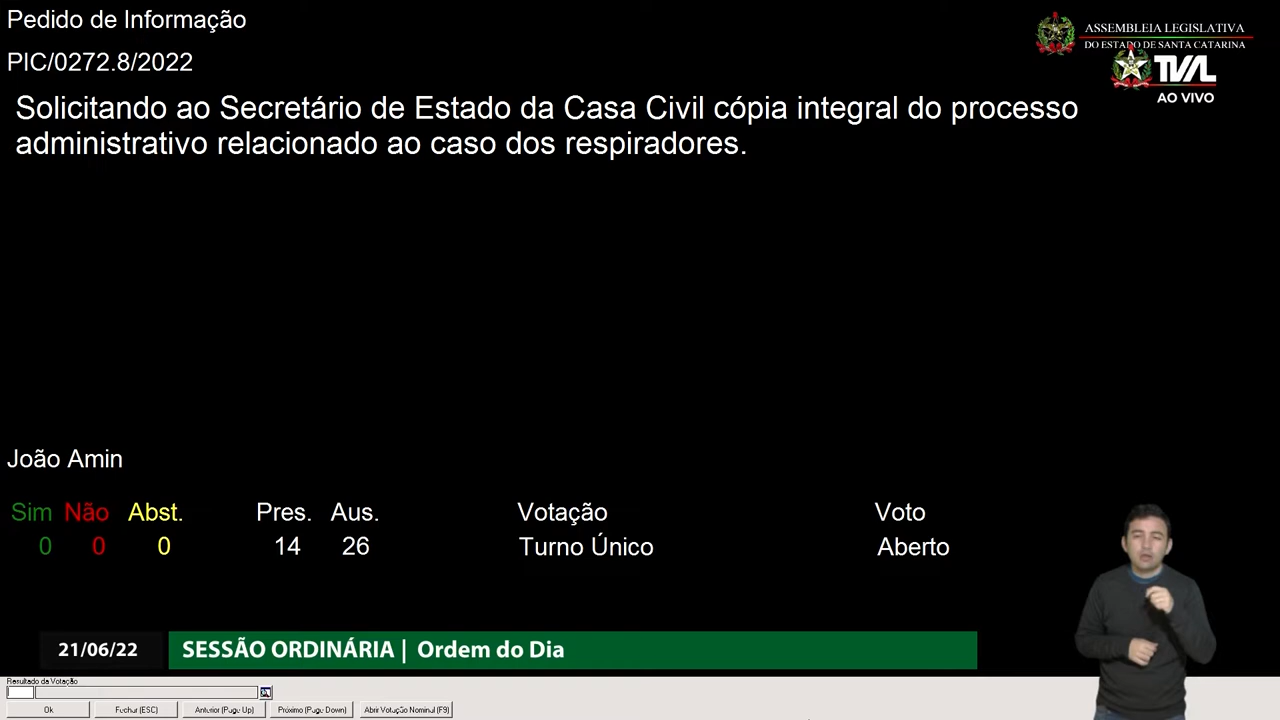 Pedido de Informação
PIC/0272.8/2022
ASSEMBLEIA LEGISLATIVA
DO ESTADO DE SANTA CATARINA
TVAL
AO VIVO
Solicitando ao Secretário de Estado da Casa Civil cópia integral do processo
administrativo relacionado ao caso dos respiradores.
João Amin
Sim Não Abst. Pres. Aus. Votação Voto
0 0 0 14 26 Turno Único Aberto
21/06/22 SESSÃO ORDINÁRIA | Ordem do Dia
Resultado da Votação
Ok Fechar (ESC) Anterior (Page Up) Próximo (Page Down) Abrir Votação Nominal (F9)